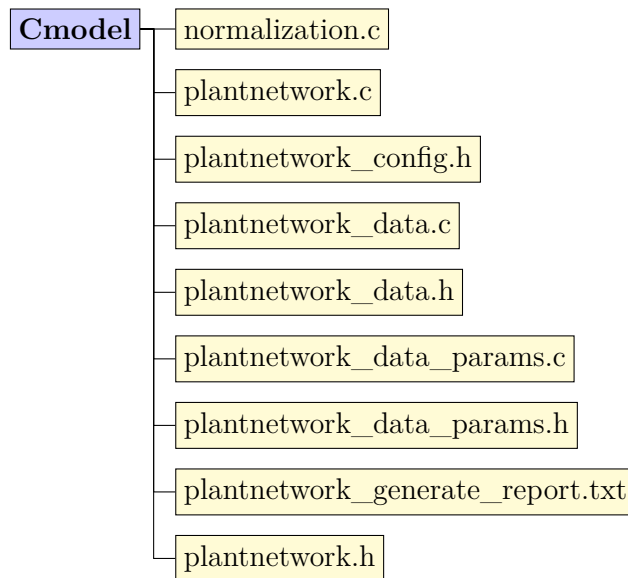 Cmodel
normalization.c
plantnetwork.c
plantnetwork_config.h
plantnetwork_data.c
plantnetwork_data.h
plantnetwork_data_params.c
plantnetwork_data_params.h
plantnetwork_generate_report.txt
plantnetwork.h